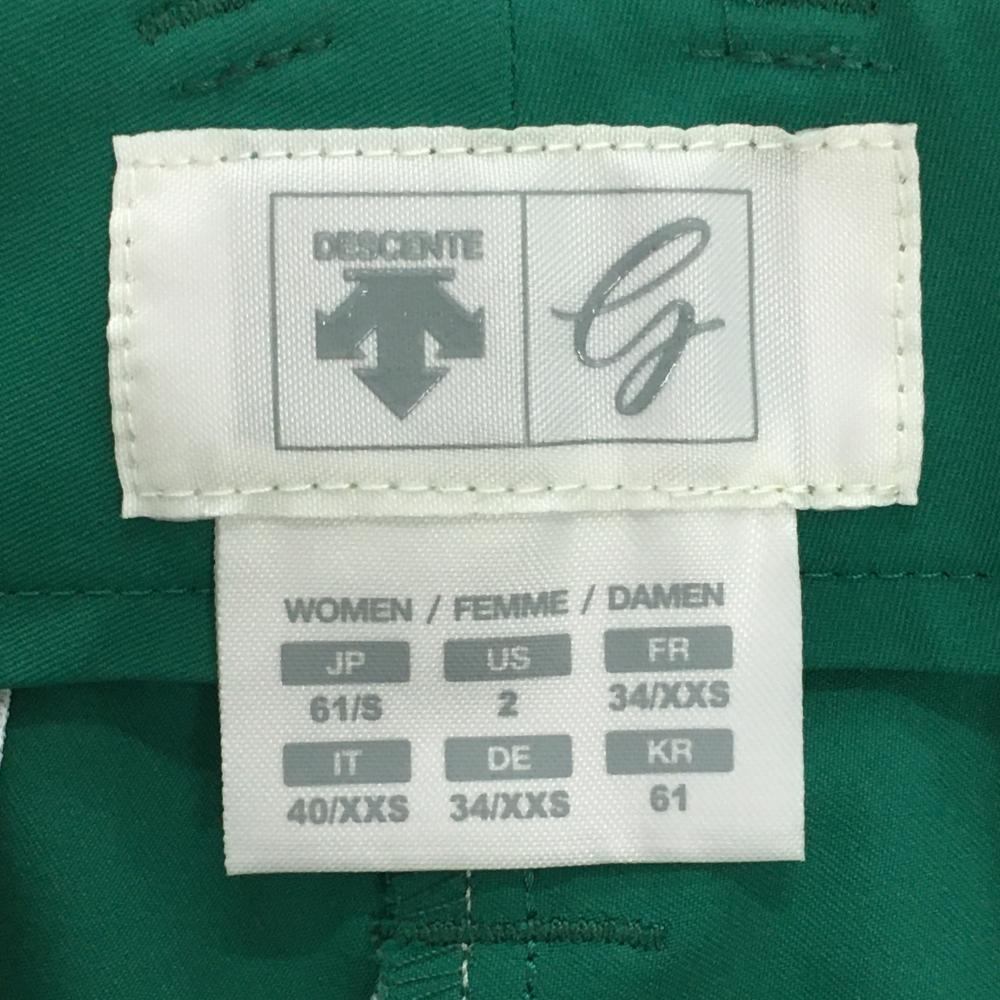 DESCENTE
G
WOMEN / FEMME / DAMEN
JP US FR
61/S 2 34/XXS
IT DE KR
40/XXS 34/XXS 61